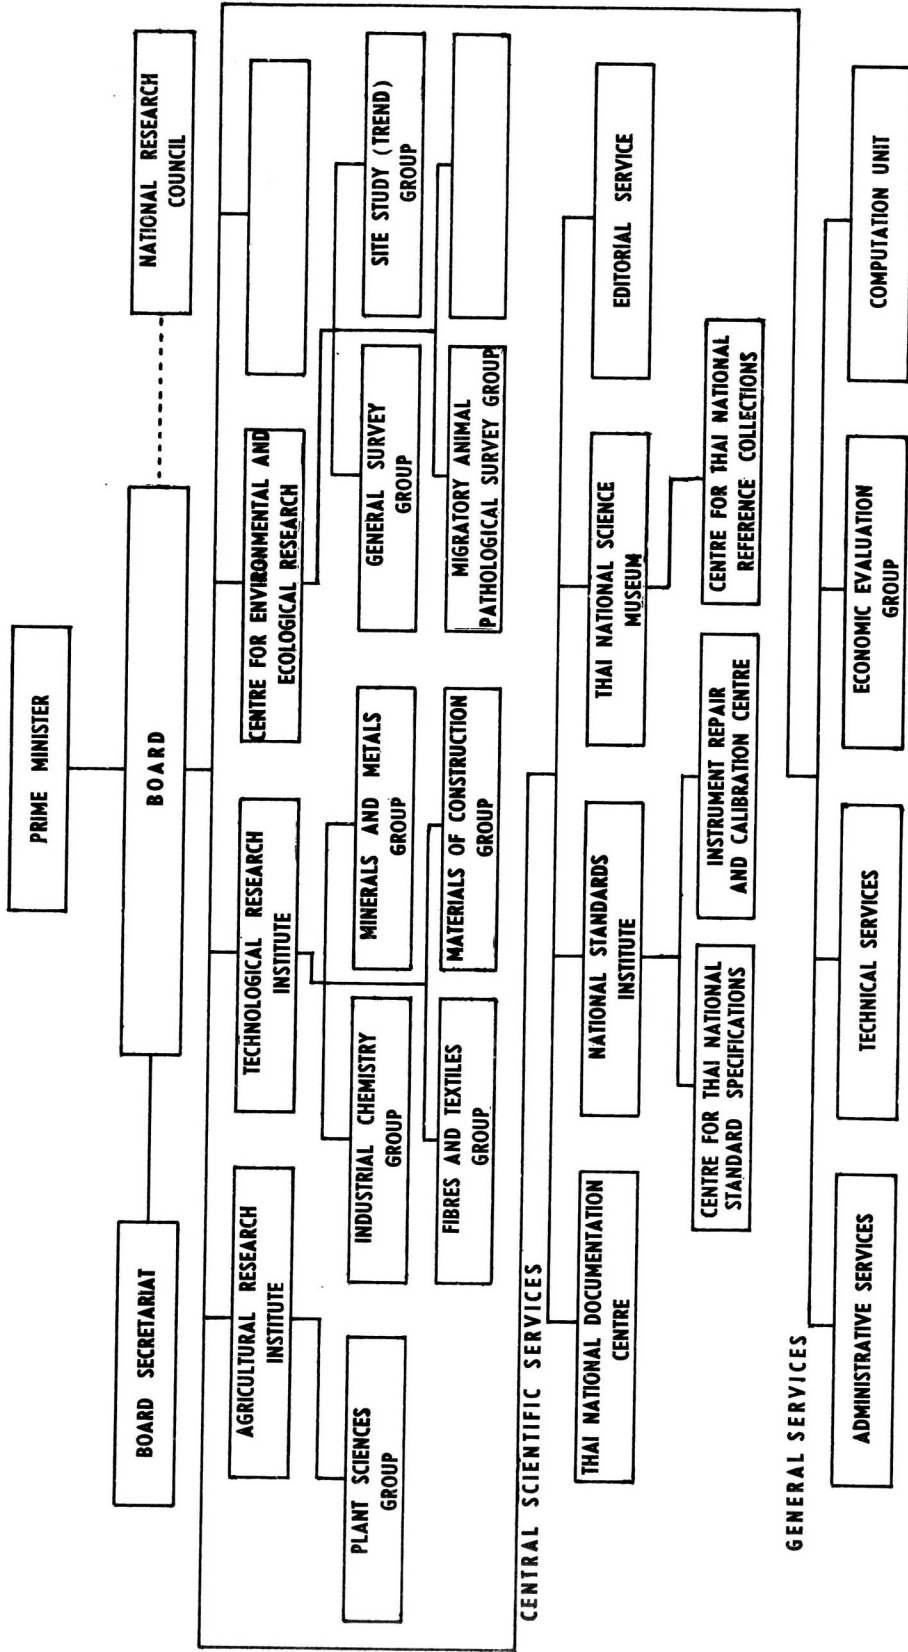 PRIME MINISTER
BOARD SECRETARIAT
BOARD
NATIONAL RESEARCH
COUNCIL
AGRICULTURAL RESEARCH
INSTITUTE
TECHNOLOGICAL RESEARCH
INSTITUTE
CENTRE FOR ENVIRONMENTAL AND
ECOLOGICAL RESEARCH
PLANT SCIENCES
GROUP
INDUSTRIAL CHEMISTRY
GROUP
MINERALS AND METALS
GROUP
GENERAL SURVEY
GROUP
SITE STUDY (TREND)
GROUP
FIBRES AND TEXTILES
GROUP
MATERIALS OF CONSTRUCTION
GROUP
MIGRATORY ANIMAL
PATHOLOGICAL SURVEY GROUP
CENTRAL SCIENTIFIC SERVICES
THAI NATIONAL DOCUMENTATION
CENTRE
NATIONAL STANDARDS
INSTITUTE
THAI NATIONAL SCIENCE
MUSEUM
EDITORIAL SERVICE
CENTRE FOR THAI NATIONAL
STANDARD SPECIFICATIONS
INSTRUMENT REPAIR
AND CALIBRATION CENTRE
CENTRE FOR THAI NATIONAL
REFERENCE COLLECTIONS
GENERAL SERVICES
ADMINISTRATIVE SERVICES
TECHNICAL SERVICES
ECONOMIC EVALUATION
GROUP
COMPUTATION UNIT